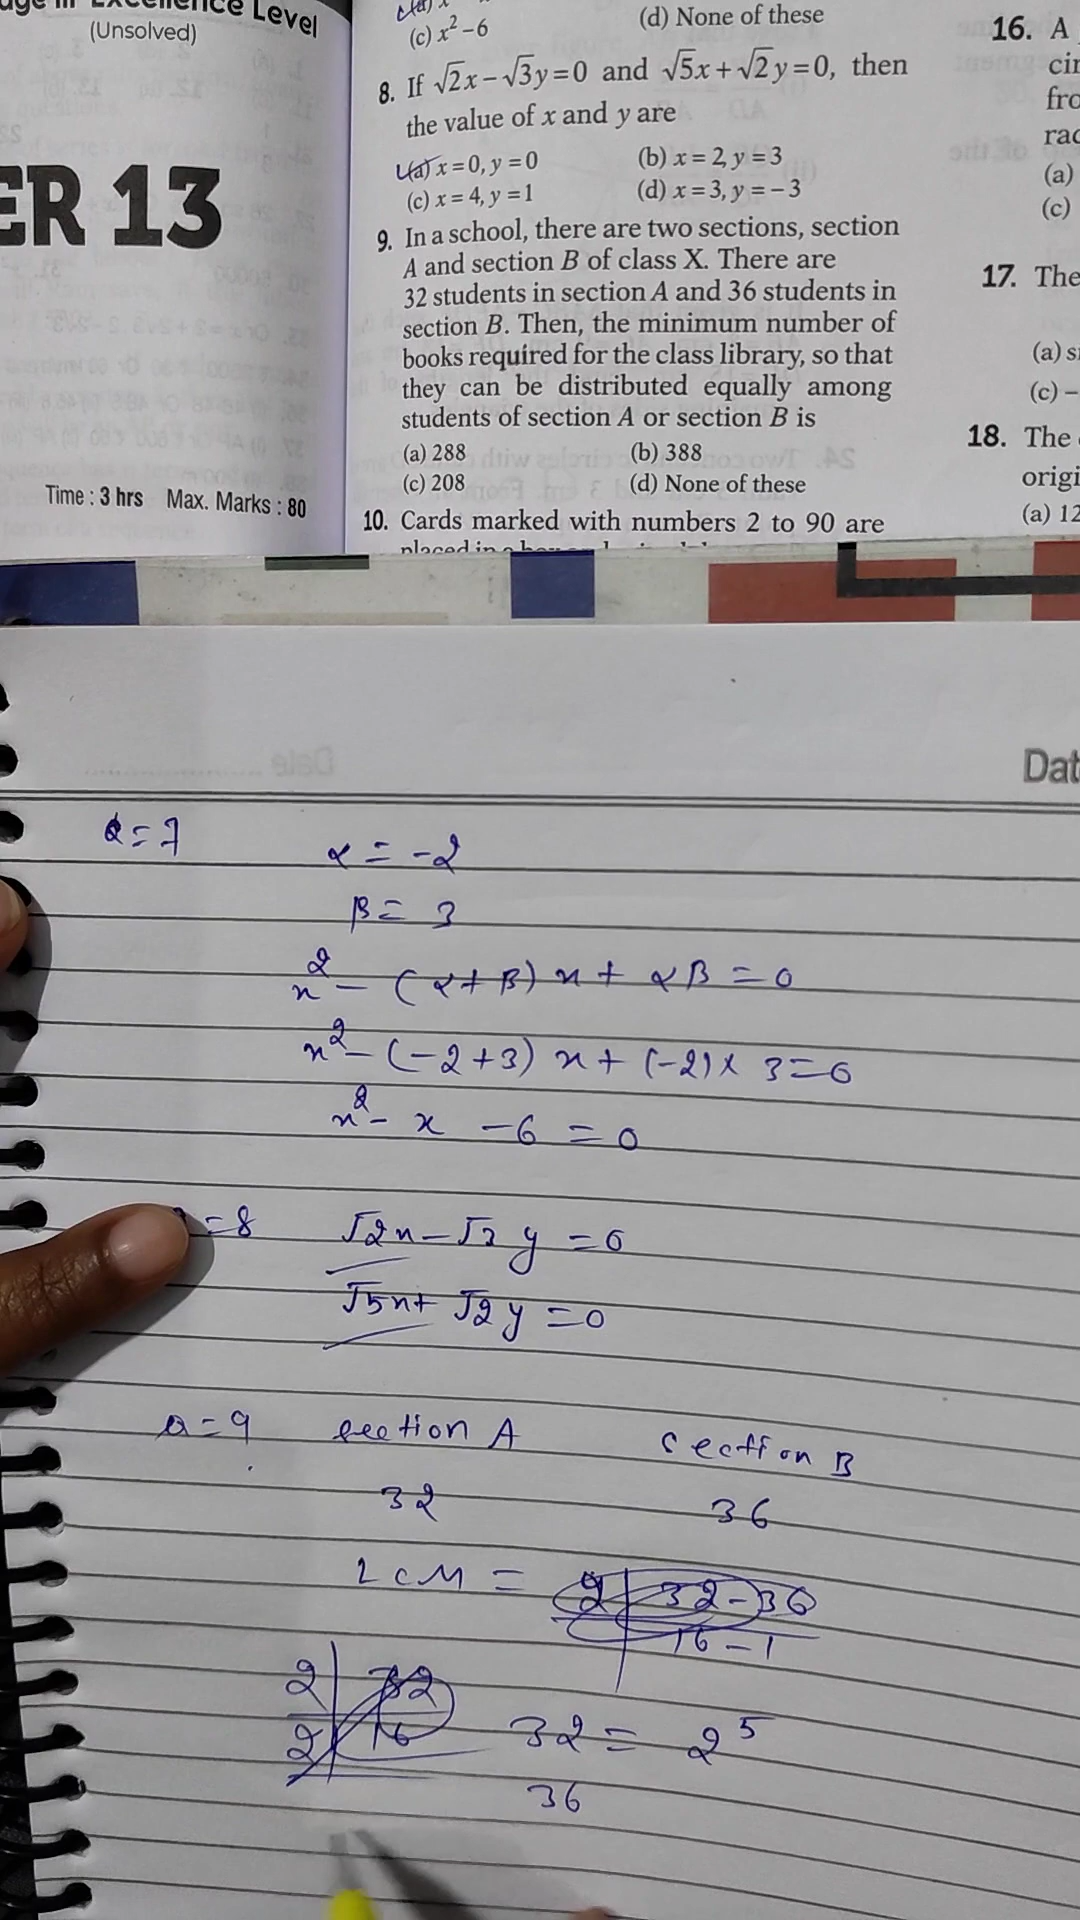 Excellence Level
(Unsolved)
ER 13
Time : 3 hrs Max. Marks : 80
(c) x² – 6
(d) None of these
8. If √2x – √3y = 0 and √5x + √2y = 0, then
the value of x and y are
(a) x = 0, y = 0
(b) x = 2, y = 3
(c) x = 4, y = 1
(d) x = 3, y = – 3
9. In a school, there are two sections, section
A and section B of class X. There are
32 students in section A and 36 students in
section B. Then, the minimum number of
books required for the class library, so that
they can be distributed equally among
students of section A or section B is
(a) 288
(b) 388
(c) 208
(d) None of these
10. Cards marked with numbers 2 to 90 are
placed in a
16. A
(a)
(c)
17. The
(a)
(c) –
18. The
(a) 12
Dat
Q = 7
α = -2
β = 3
x² - (α + β) x + αβ = 0
x² - (-2 + 3) x + (-2) × 3 = 0
x² - x - 6 = 0
= 8
√2x - √3 y = 0
√5x + √2 y = 0
Q = 9
section A
section B
32
36
LCM =
2 | 32 - 36
16 - 1
2 | 32
2 | 16
32 = 2⁵
36